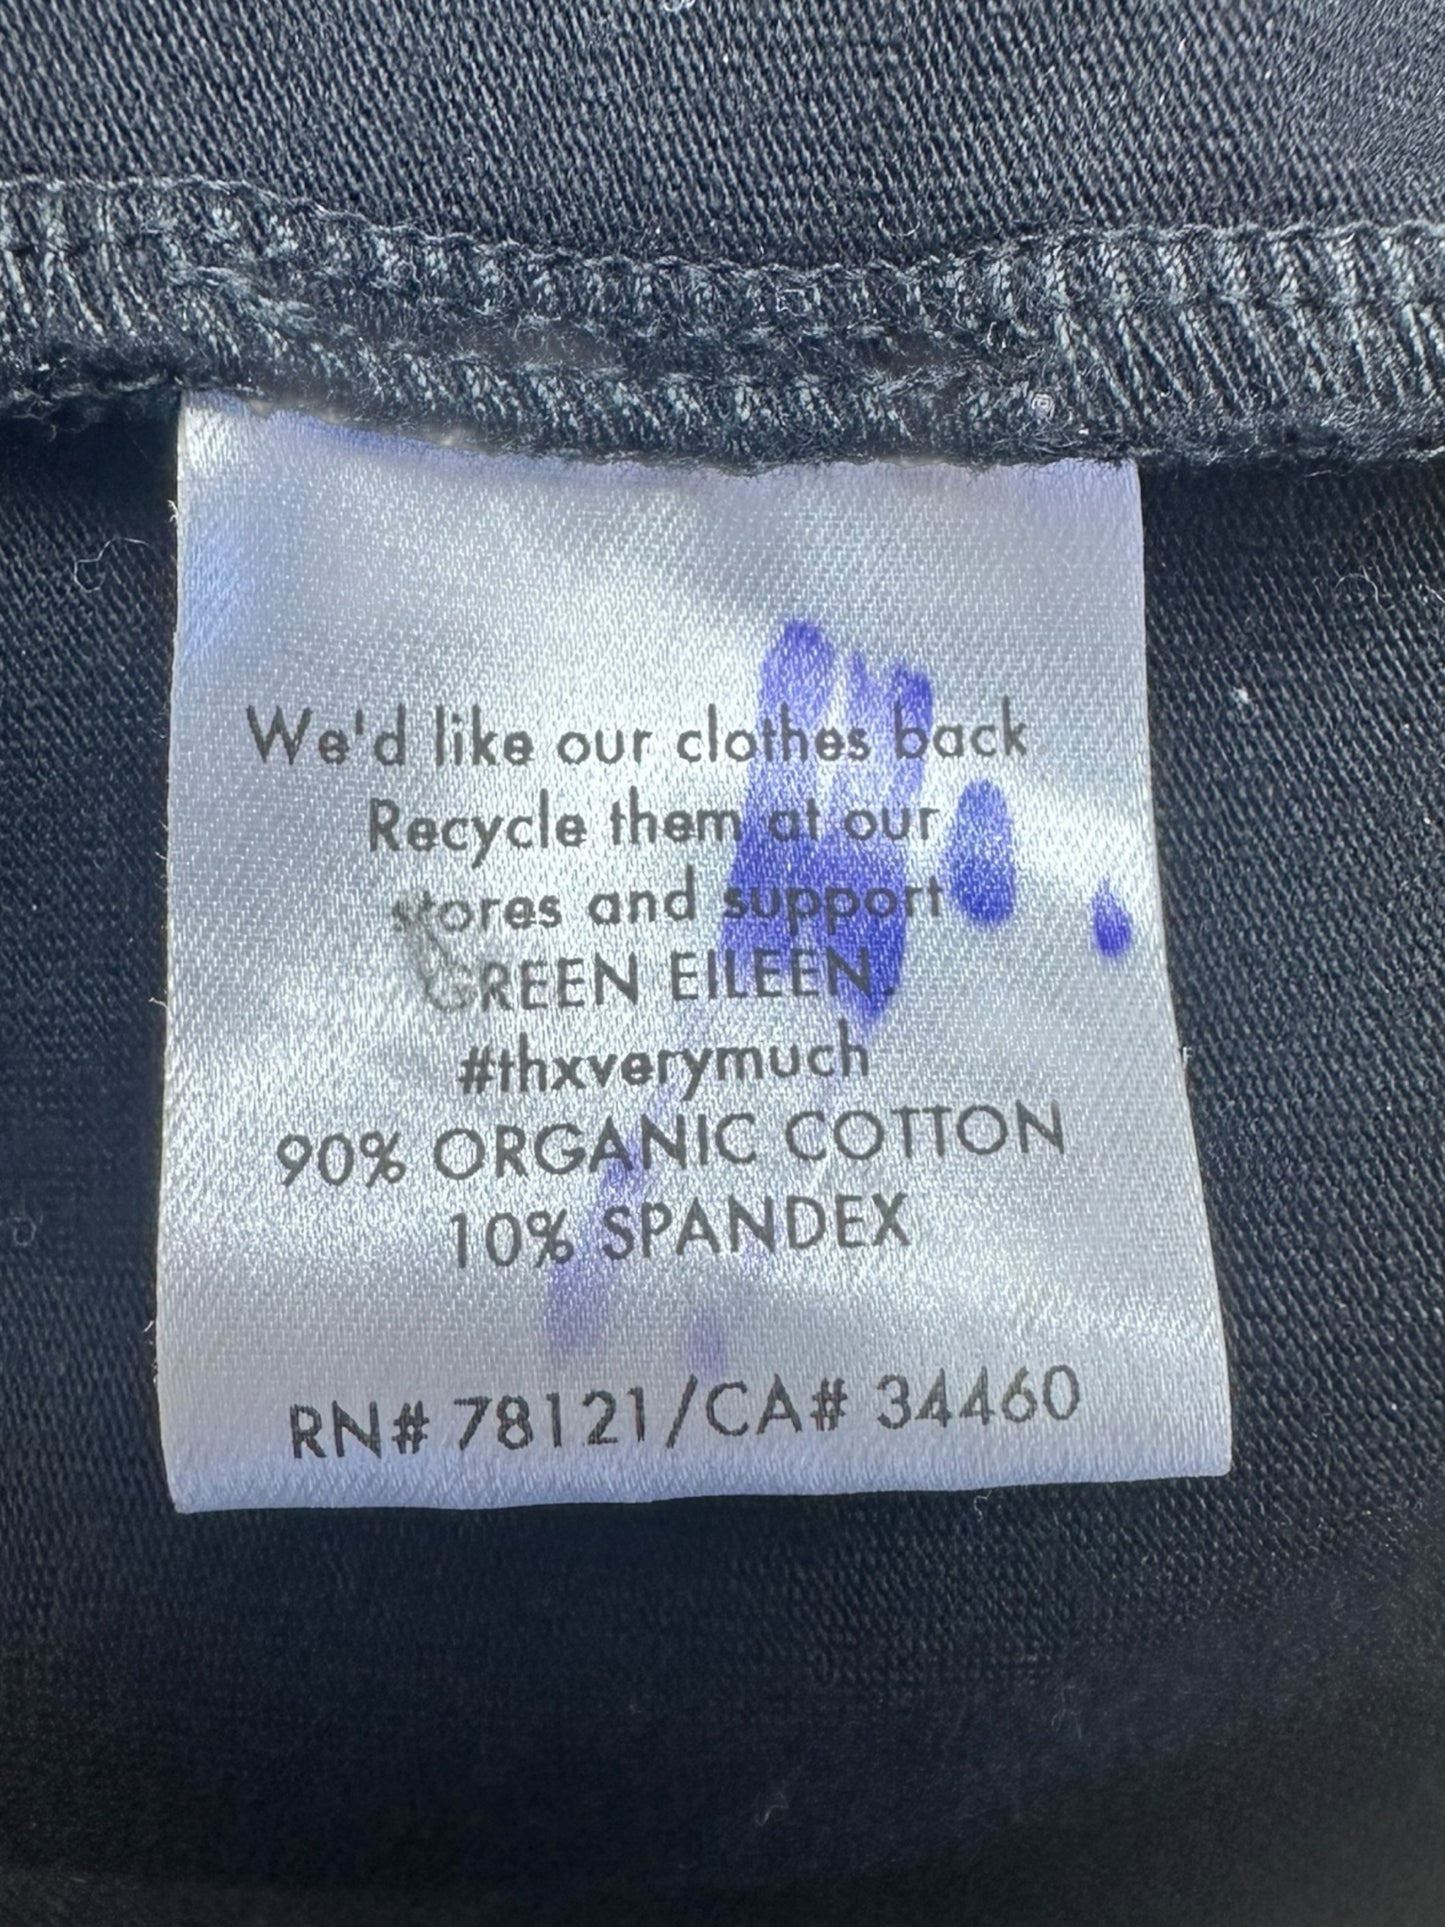 We'd like our clothes back
Recycle them at our
stores and support
GREEN EILEEN.
#thxverymuch
90% ORGANIC COTTON
10% SPANDEX
RN# 78121/CA# 34460